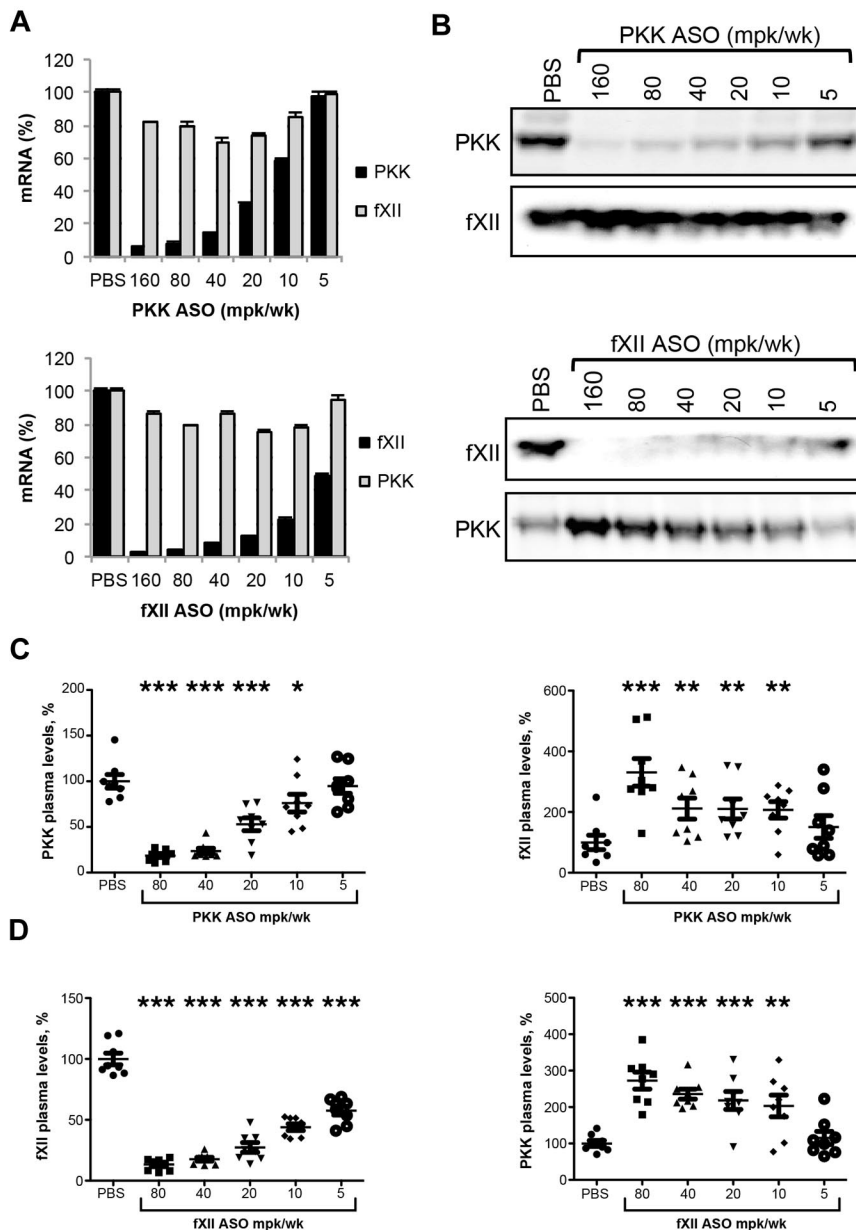 A
120
100
80
60
40
20
0
mRNA (%)
PKK
fXII
PBS 160 80 40 20 10 5
PKK ASO (mpk/wk)
120
100
80
60
40
20
0
mRNA (%)
fXII
PKK
PBS 160 80 40 20 10 5
fXII ASO (mpk/wk)
B
PKK ASO (mpk/wk)
PBS 160 80 40 20 10 5
PKK
fXII
fXII ASO (mpk/wk)
PBS 160 80 40 20 10 5
fXII
PKK
C
200
150
100
50
0
PKK plasma levels, %
*** *** *** *
PBS 80 40 20 10 5
PKK ASO mpk/wk
600
400
200
0
fXII plasma levels, %
*** ** ** **
PBS 80 40 20 10 5
PKK ASO mpk/wk
D
150
100
50
0
fXII plasma levels, %
*** *** *** *** ***
PBS 80 40 20 10 5
fXII ASO mpk/wk
500
400
300
200
100
0
PKK plasma levels, %
*** *** *** **
PBS 80 40 20 10 5
fXII ASO mpk/wk